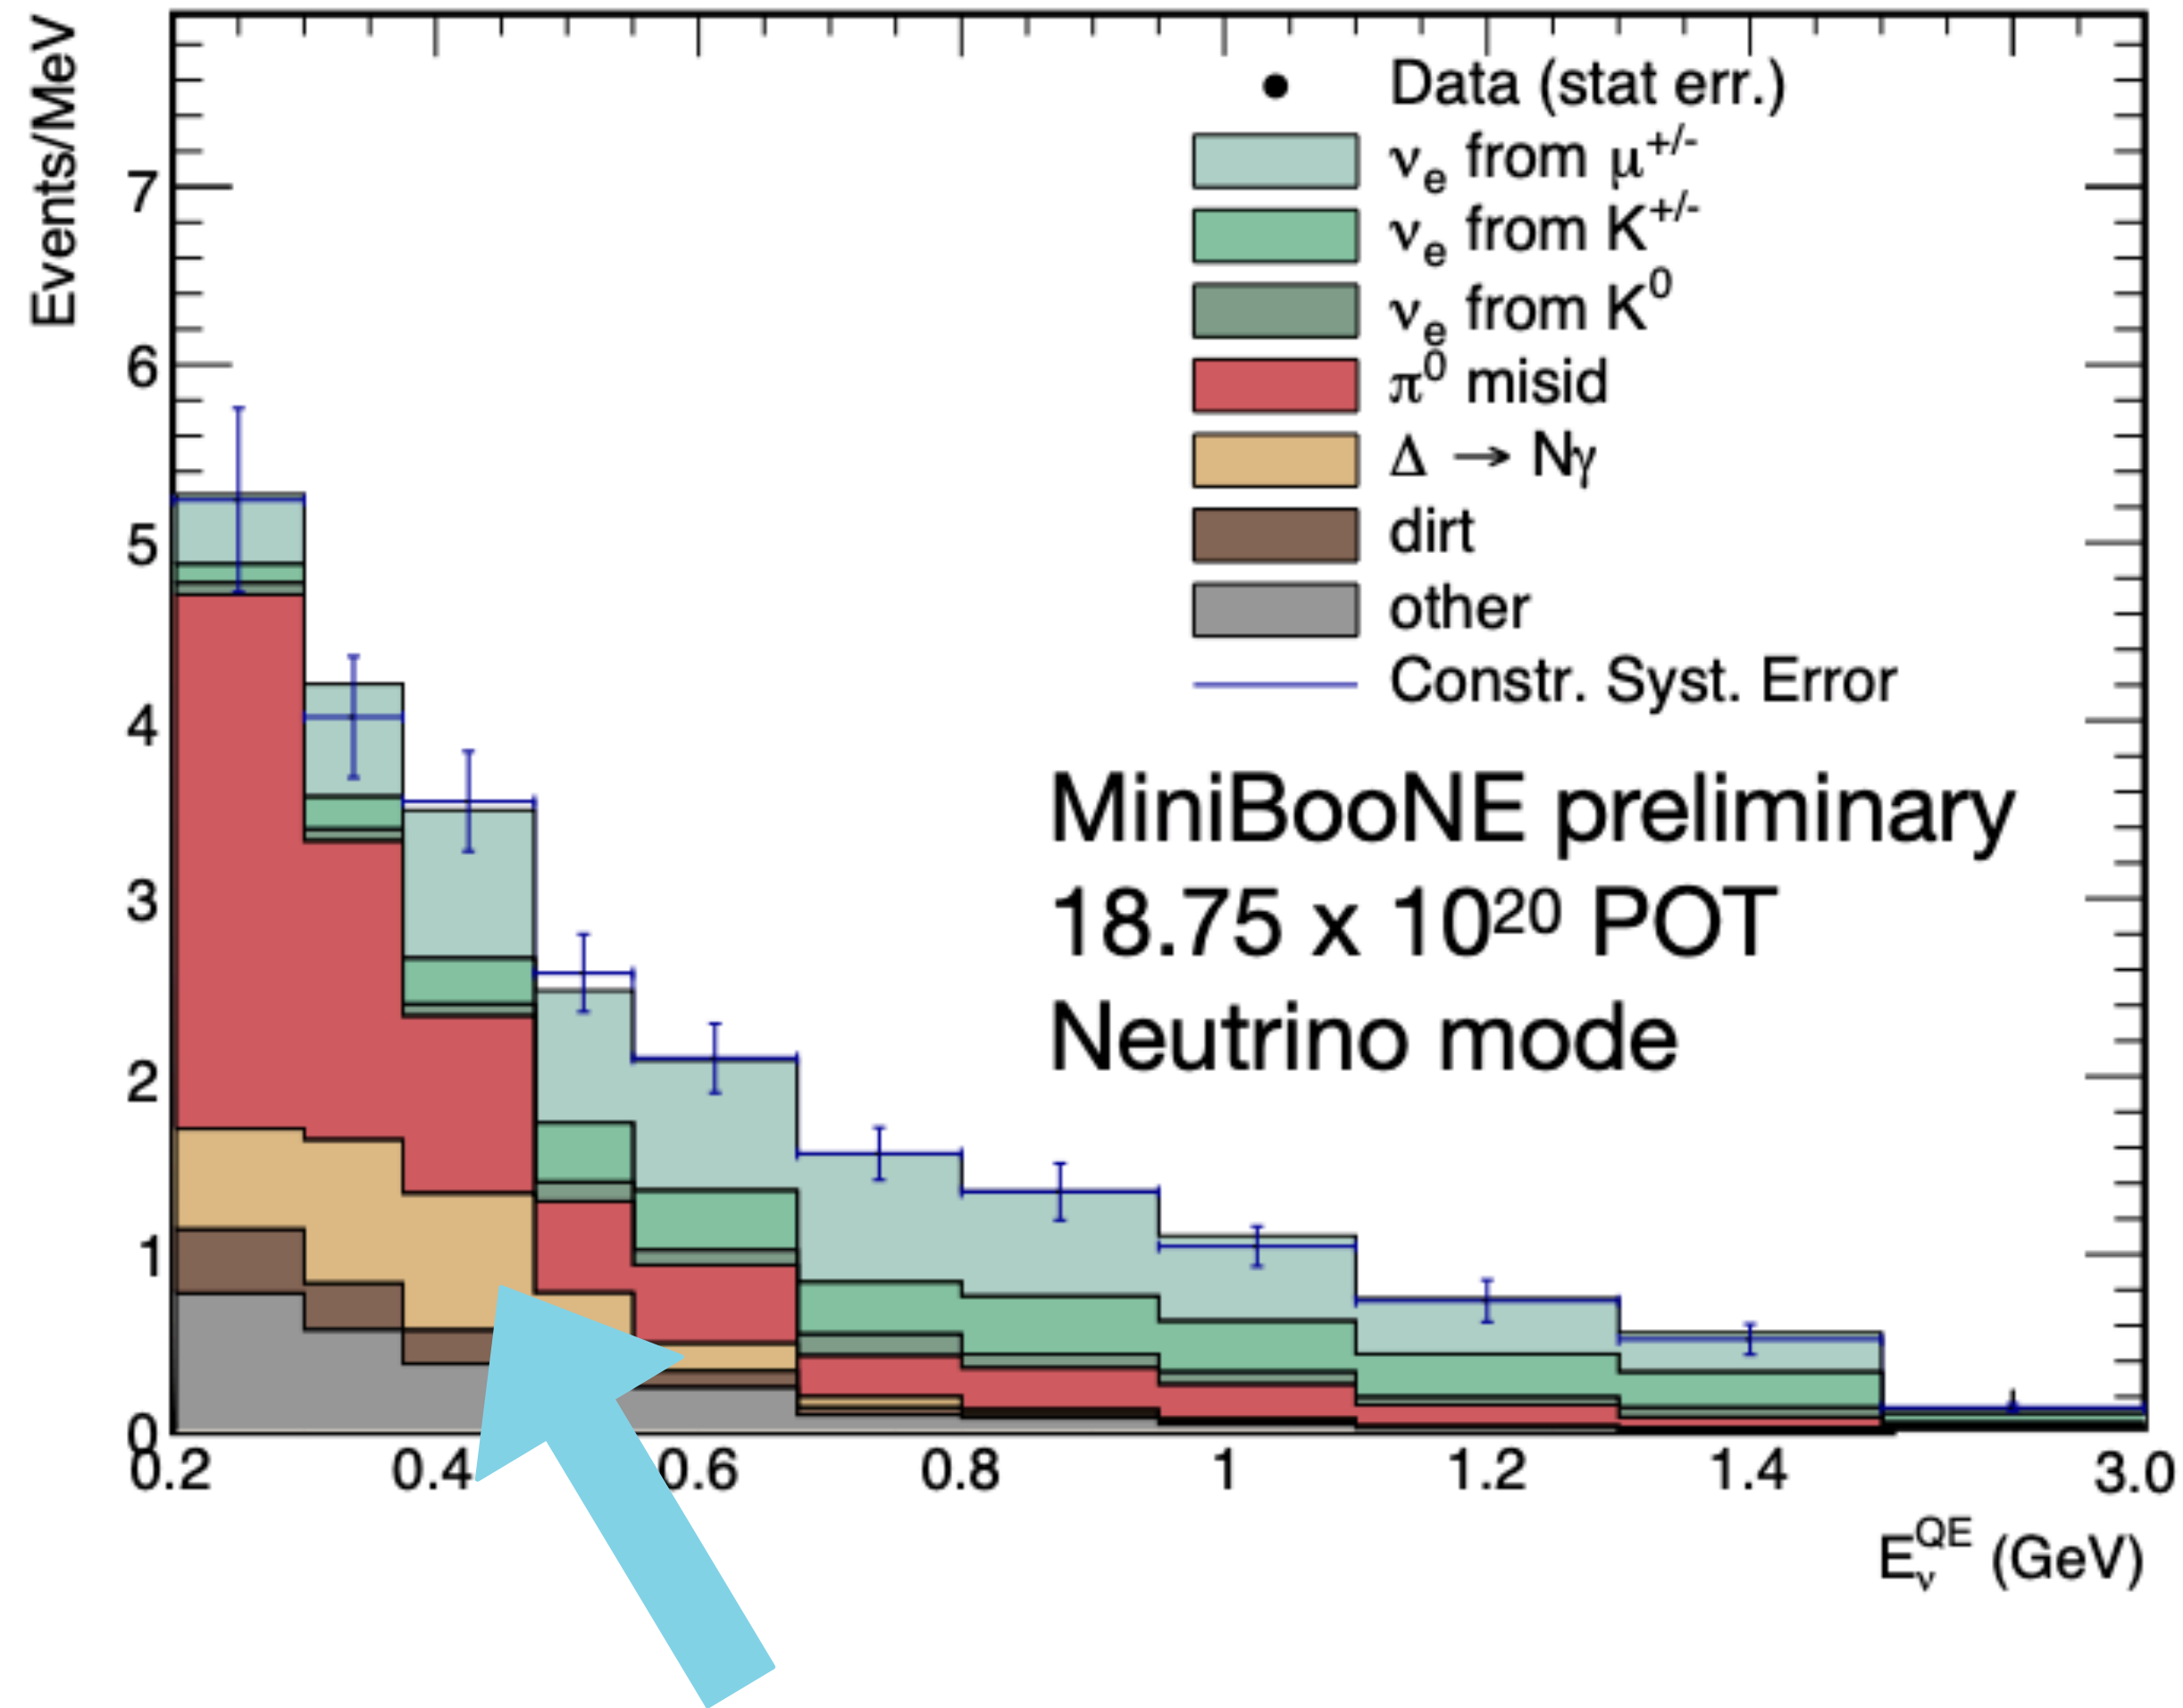 Events/MeV
7
6
5
4
3
2
1
0
Data (stat err.)
νe from μ+/-
νe from K+/-
νe from K0
π0 misid
Δ → Nγ
dirt
other
Constr. Syst. Error
MiniBooNE preliminary
18.75 x 10²⁰ POT
Neutrino mode
0.2 0.4 0.6 0.8 1 1.2 1.4 3.0
EνQE (GeV)